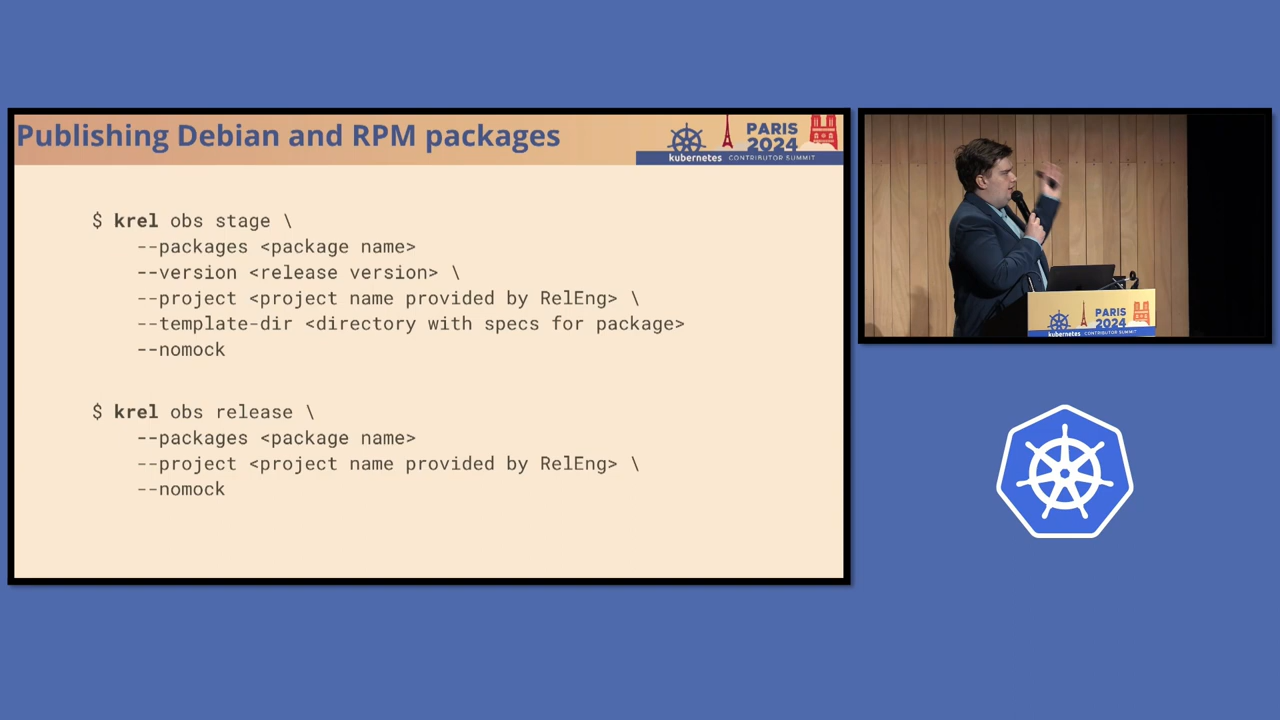 Publishing Debian and RPM packages
PARIS
2024
kubernetes CONTRIBUTOR SUMMIT
$ krel obs stage \
--packages <package name>
--version <release version> \
--project <project name provided by RelEng> \
--template-dir <directory with specs for package>
--nomock
$ krel obs release \
--packages <package name>
--project <project name provided by RelEng> \
--nomock
PARIS
2024
kubernetes CONTRIBUTOR SUMMIT